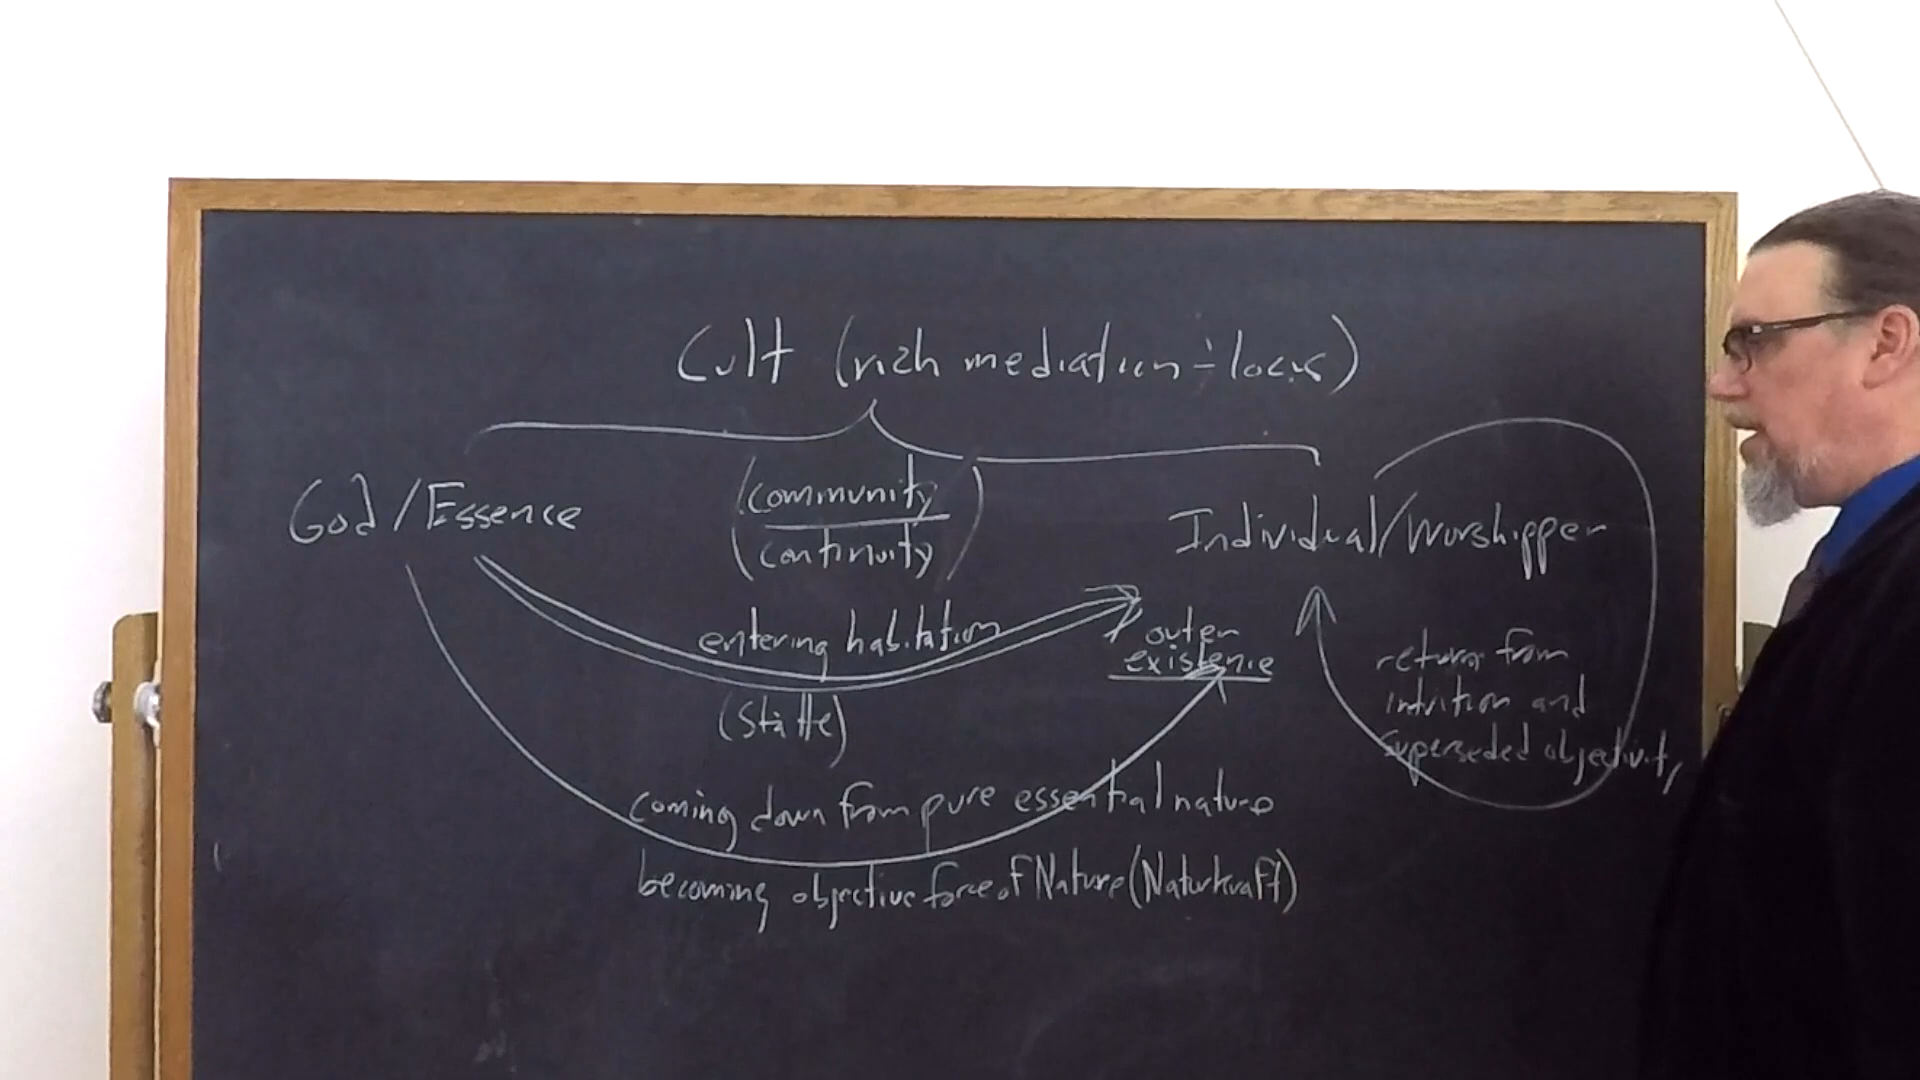 Cult (rich mediation - locus)
God/Essence
(community
continuity)
Individual/Worshipper
entering habitation
(Stätte)
outer
existence
return from
intuition and
superseded objectivity
coming down from pure essential nature
becoming objective force of Nature (Naturkraft)